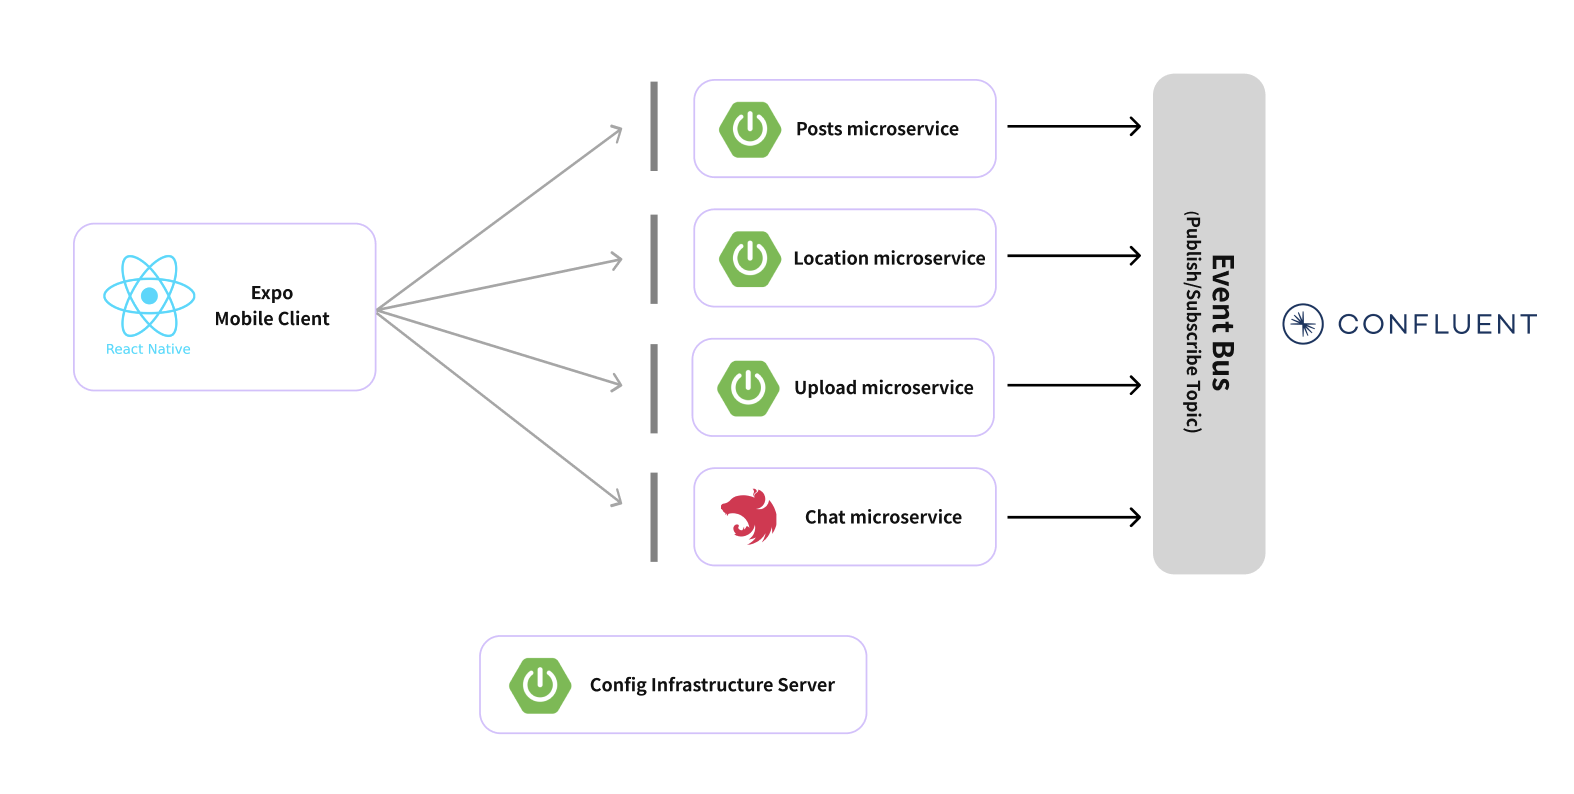 React Native
Expo
Mobile Client
Posts microservice
Location microservice
Upload microservice
Chat microservice
Event Bus
(Publish/Subscribe Topic)
CONFLUENT
Config Infrastructure Server